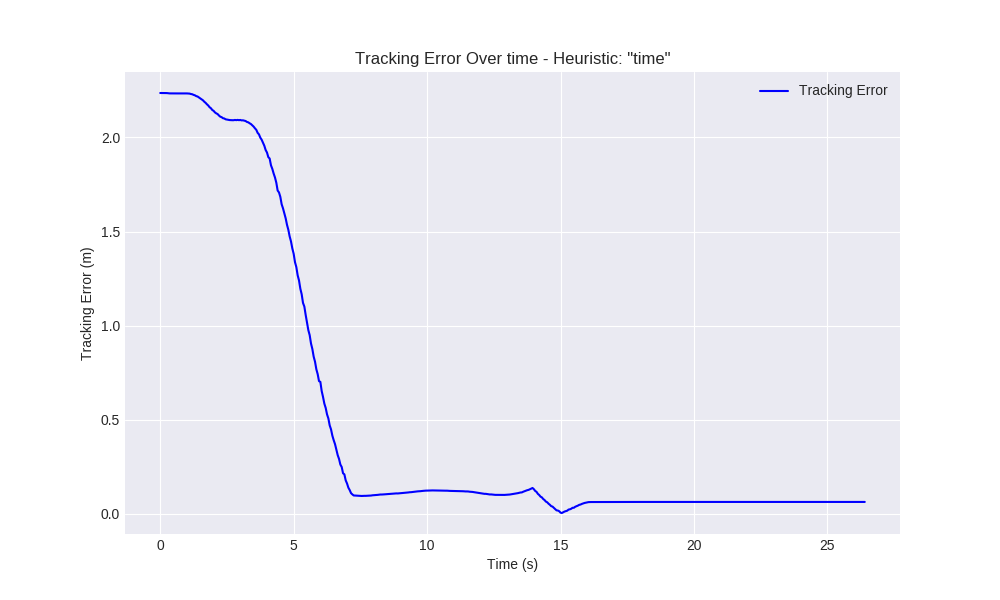 Tracking Error Over time - Heuristic: "time"
Tracking Error
Tracking Error (m)
2.0
1.5
1.0
0.5
0.0
0 5 10 15 20 25
Time (s)